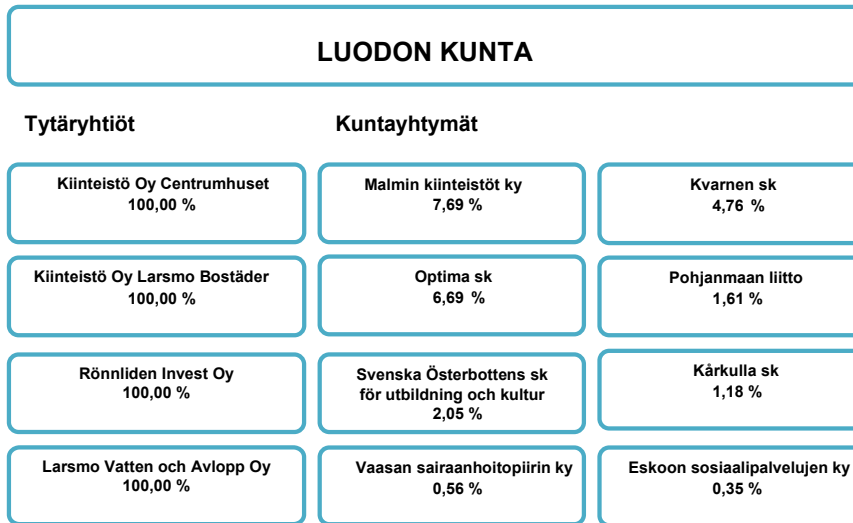 LUODON KUNTA
Tytäryhtiöt
Kuntayhtymät
Kiinteistö Oy Centrumhuset
100,00 %
Malmin kiinteistöt ky
7,69 %
Kvarnen sk
4,76 %
Kiinteistö Oy Larsmo Bostäder
100,00 %
Optima sk
6,69 %
Pohjanmaan liitto
1,61 %
Rönnliden Invest Oy
100,00 %
Svenska Österbottens sk
för utbildning och kultur
2,05 %
Kårkulla sk
1,18 %
Larsmo Vatten och Avlopp Oy
100,00 %
Vaasan sairaanhoitopiirin ky
0,56 %
Eskoon sosiaalipalvelujen ky
0,35 %